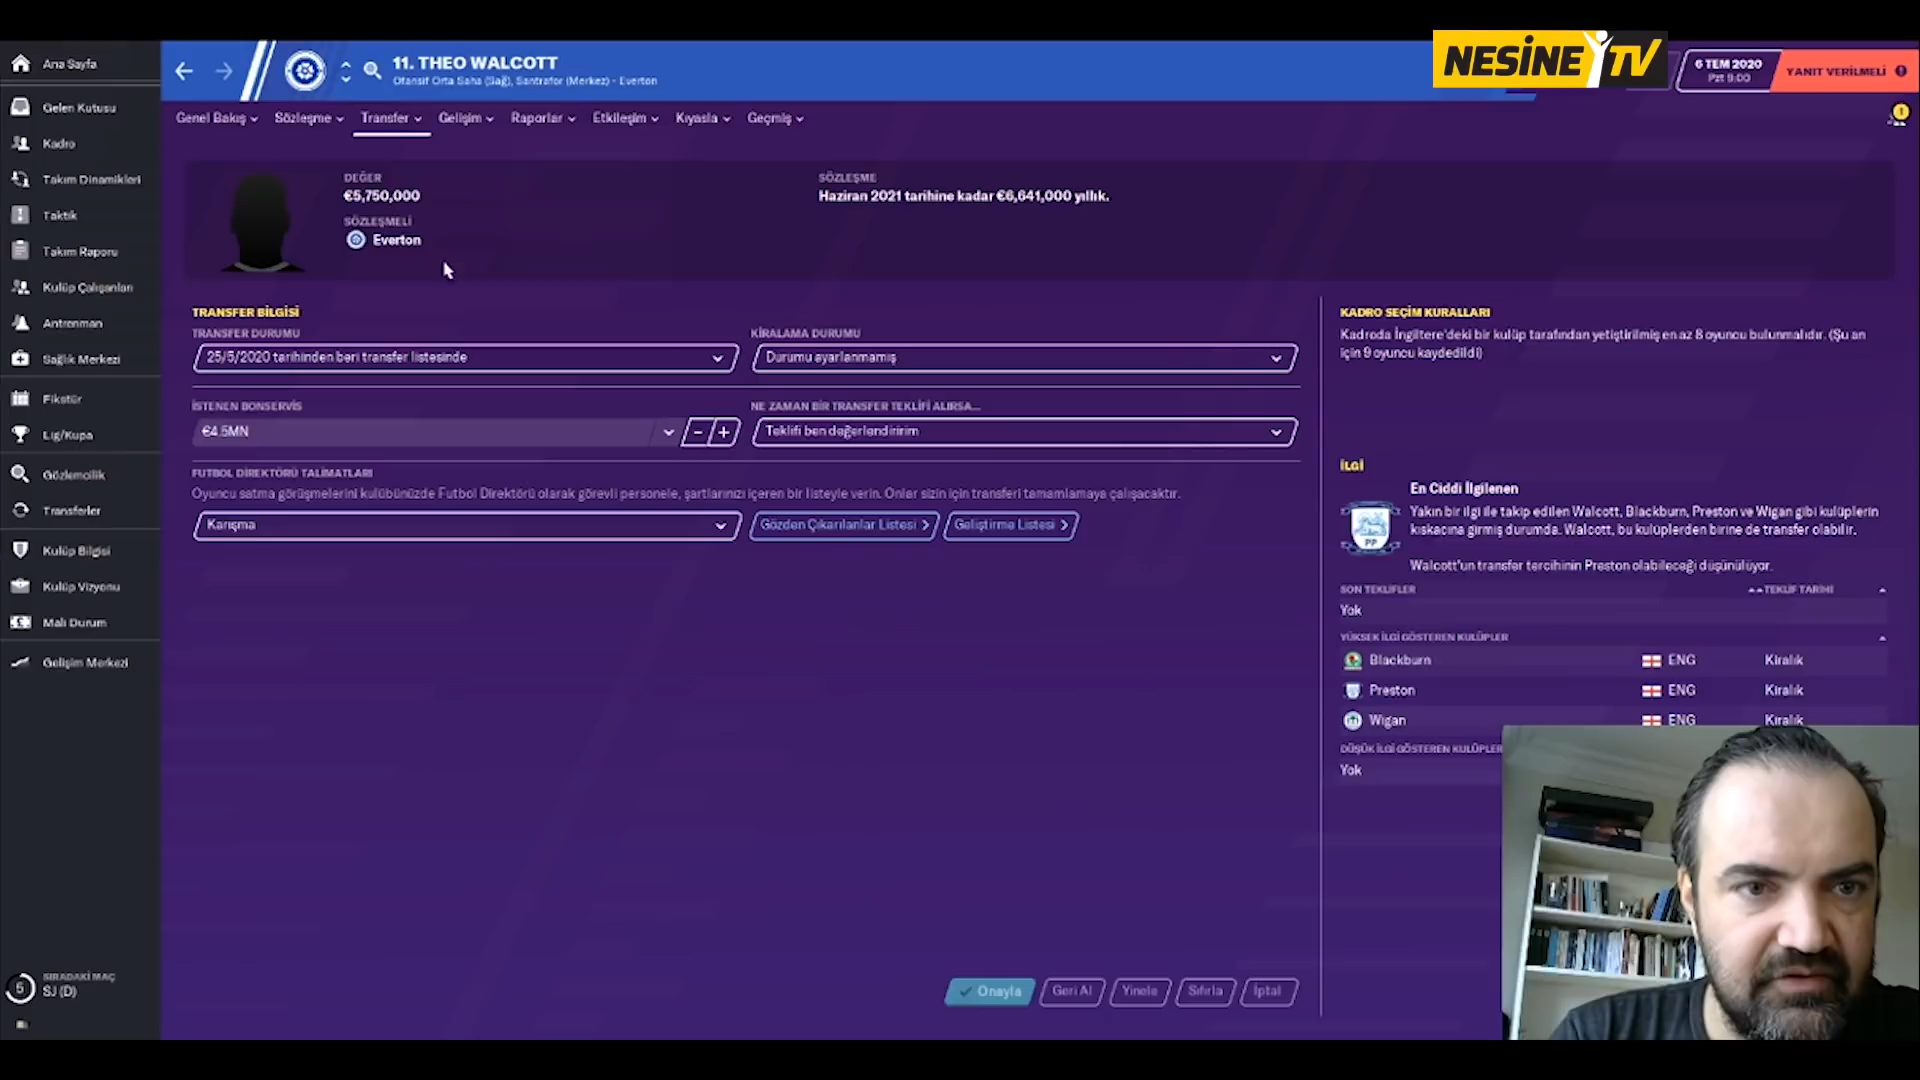 Ana Sayfa
Gelen Kutusu
Kadro
Takım Dinamikleri
Taktik
Takım Raporu
Kulüp Çalışanları
Antrenman
Sağlık Merkezi
Fikstür
Lig/Kupa
Gözlemcilik
Transferler
Kulüp Bilgisi
Kulüp Vizyonu
Mali Durum
Gelişim Merkezi
5
SIRADAKİ MAÇ
SJ (D)
11. THEO WALCOTT
Ofansif Orta Saha (Sağ), Santrafor (Merkez) - Everton
NESİNE TV
6 TEM 2020
Pzt 9:00
YANIT VERİLMELİ
1
Genel Bakış
Sözleşme
Transfer
Gelişim
Raporlar
Etkileşim
Kıyasla
Geçmiş
DEĞER
€5,750,000
SÖZLEŞMELİ
Everton
SÖZLEŞME
Haziran 2021 tarihine kadar €6,641,000 yıllık.
TRANSFER BİLGİSİ
TRANSFER DURUMU
25/5/2020 tarihinden beri transfer listesinde
KİRALAMA DURUMU
Durumu ayarlanmamış
İSTENEN BONSERVİS
€4.5MN
- +
NE ZAMAN BİR TRANSFER TEKLİFİ ALIRSA...
Teklifi ben değerlendiririm
FUTBOL DİREKTÖRÜ TALİMATLARI
Oyuncu satma görüşmelerini kulübünüzde Futbol Direktörü olarak görevli personele, şartlarınızı içeren bir listeyle verin. Onlar sizin için transferi tamamlamaya çalışacaktır.
Karışma
Gözden Çıkarılanlar Listesi >
Geliştirme Listesi >
Onayla
Geri Al
Yinele
Sıfırla
İptal
KADRO SEÇİM KURALLARI
Kadroda İngiltere'deki bir kulüp tarafından yetiştirilmiş en az 8 oyuncu bulunmalıdır. (Şu an
için 9 oyuncu kaydedildi)
İLGİ
En Ciddi İlgilenen
Yakın bir ilgi ile takip edilen Walcott, Blackburn, Preston ve Wigan gibi kulüplerin
kıskacına girmiş durumda. Walcott, bu kulüplerden birine de transfer olabilir.
Walcott'un transfer tercihinin Preston olabileceği düşünülüyor.
PP
SON TEKLİFLER
TEKLİF TARİHİ
Yok
YÜKSEK İLGİ GÖSTEREN KULÜPLER
Blackburn ENG Kiralık
Preston ENG Kiralık
Wigan ENG Kiralık
DÜŞÜK İLGİ GÖSTEREN KULÜPLER
Yok